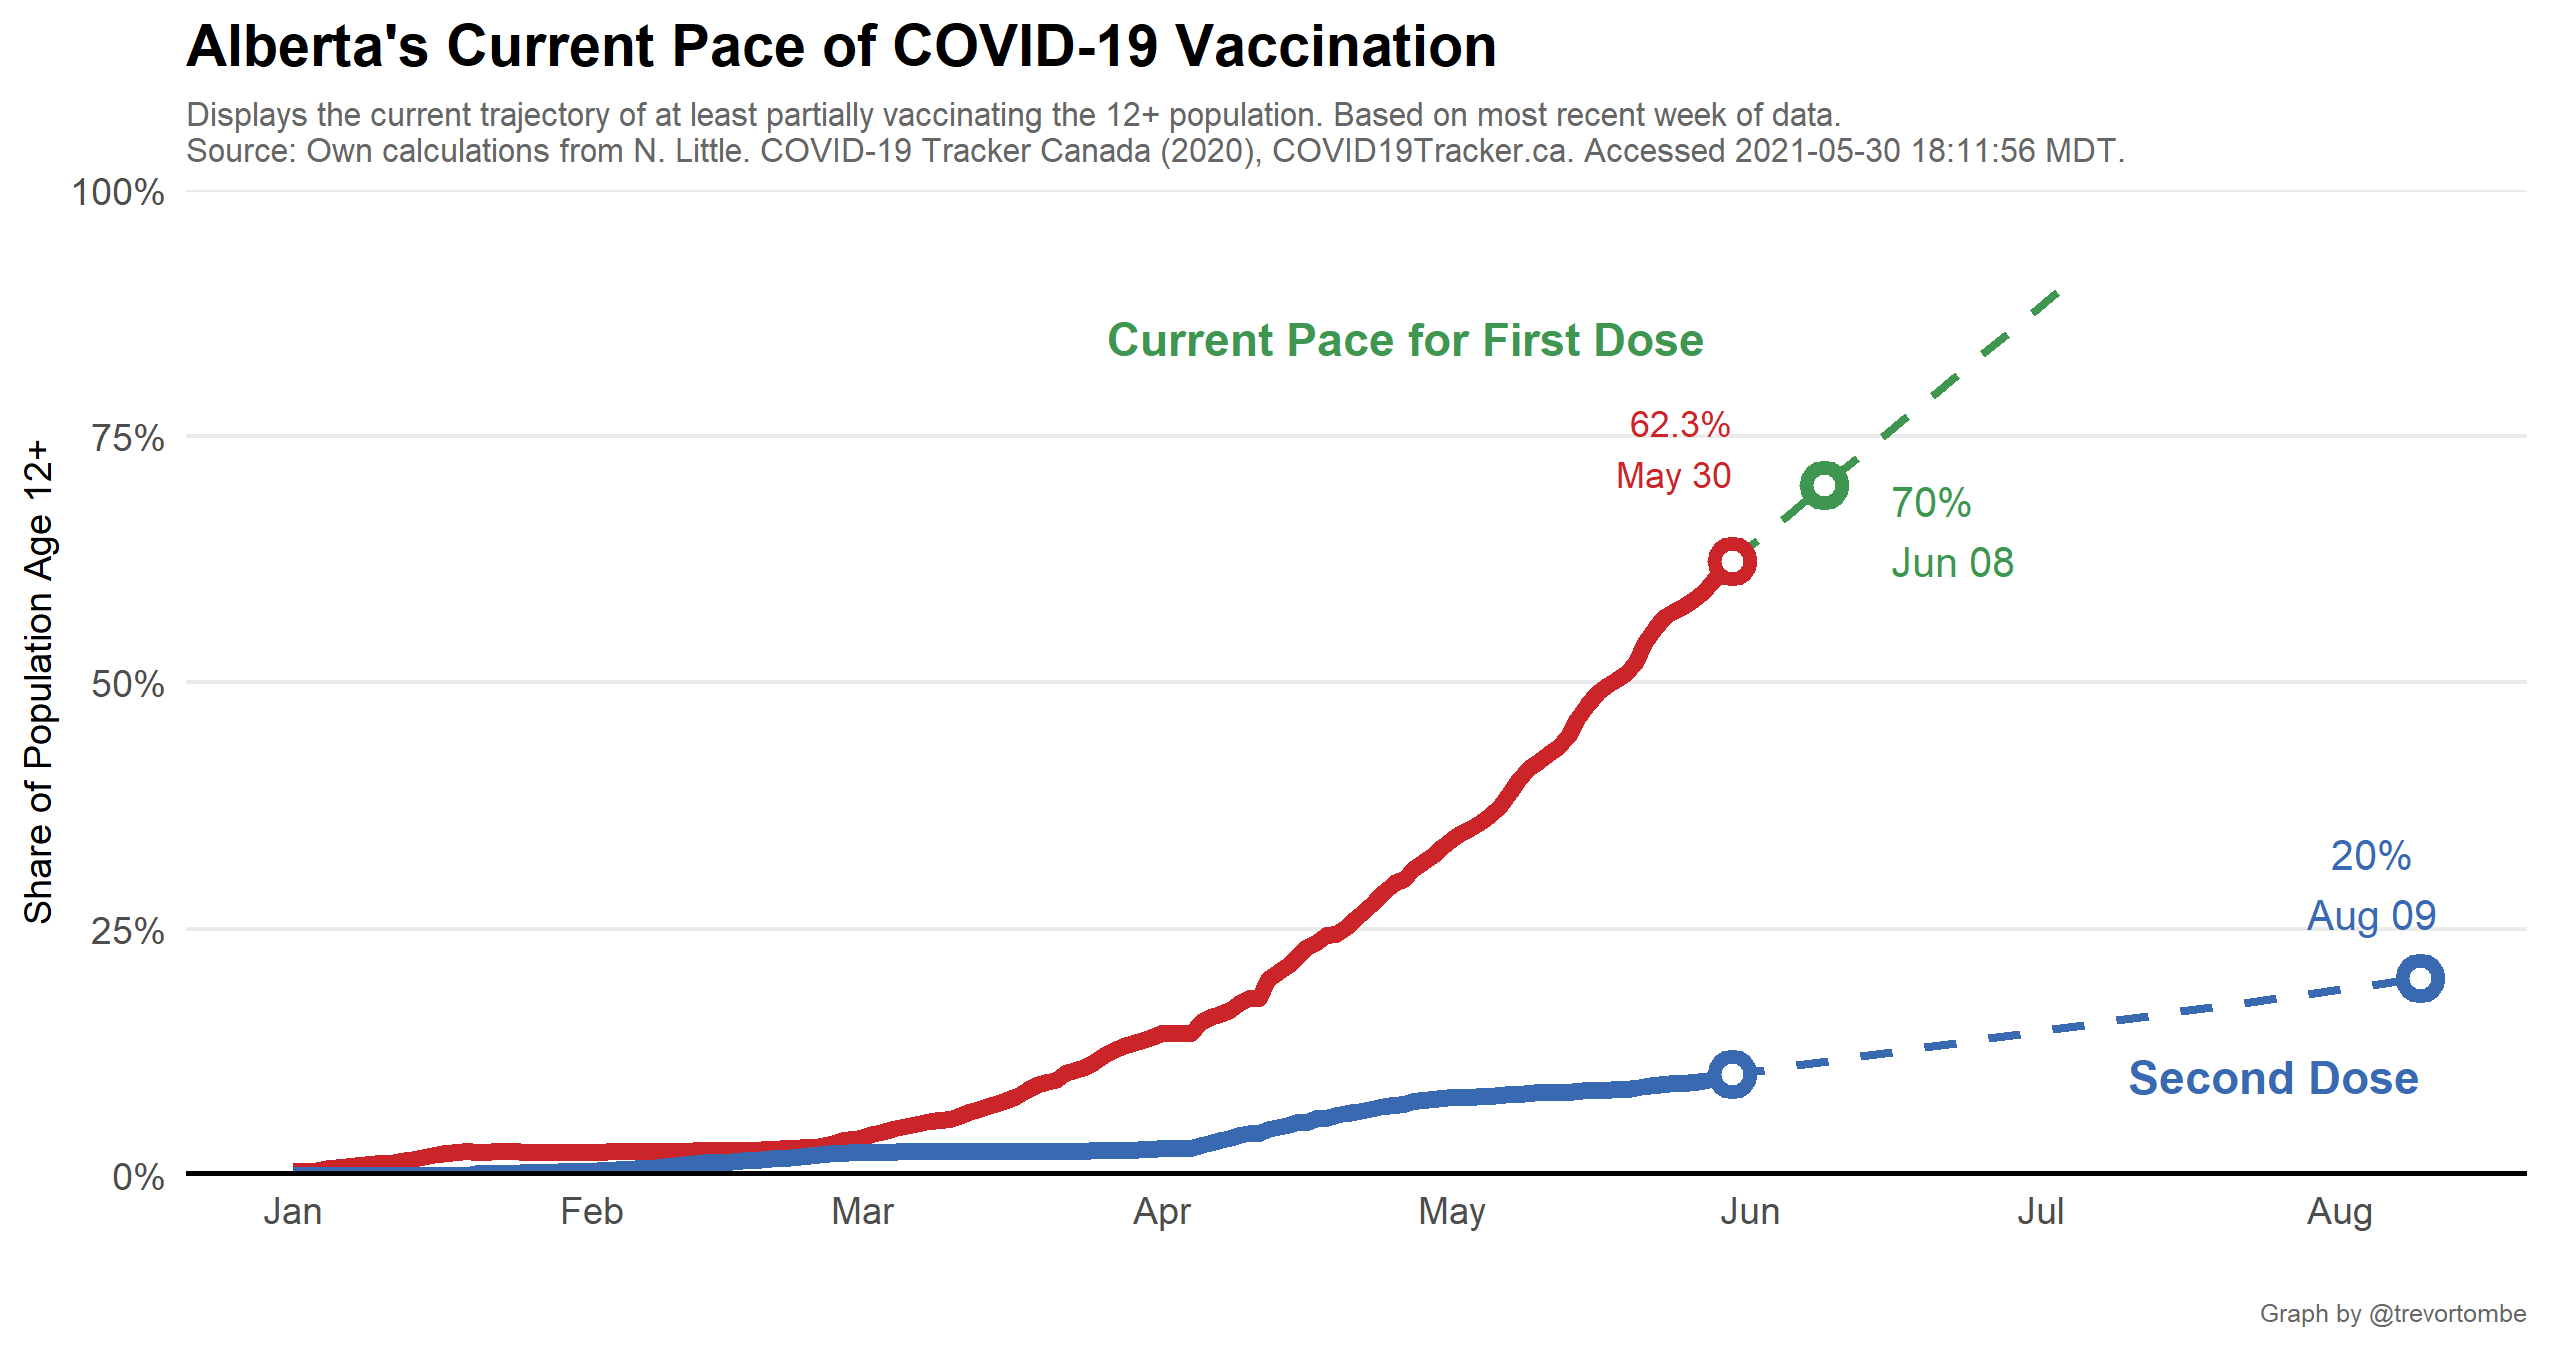 Alberta's Current Pace of COVID-19 Vaccination
Displays the current trajectory of at least partially vaccinating the 12+ population. Based on most recent week of data.
Source: Own calculations from N. Little. COVID-19 Tracker Canada (2020), COVID19Tracker.ca. Accessed 2021-05-30 18:11:56 MDT.
100%
75%
50%
25%
0%
Share of Population Age 12+
Current Pace for First Dose
62.3%
May 30
70%
Jun 08
20%
Aug 09
Second Dose
Jan
Feb
Mar
Apr
May
Jun
Jul
Aug
Graph by @trevortombe